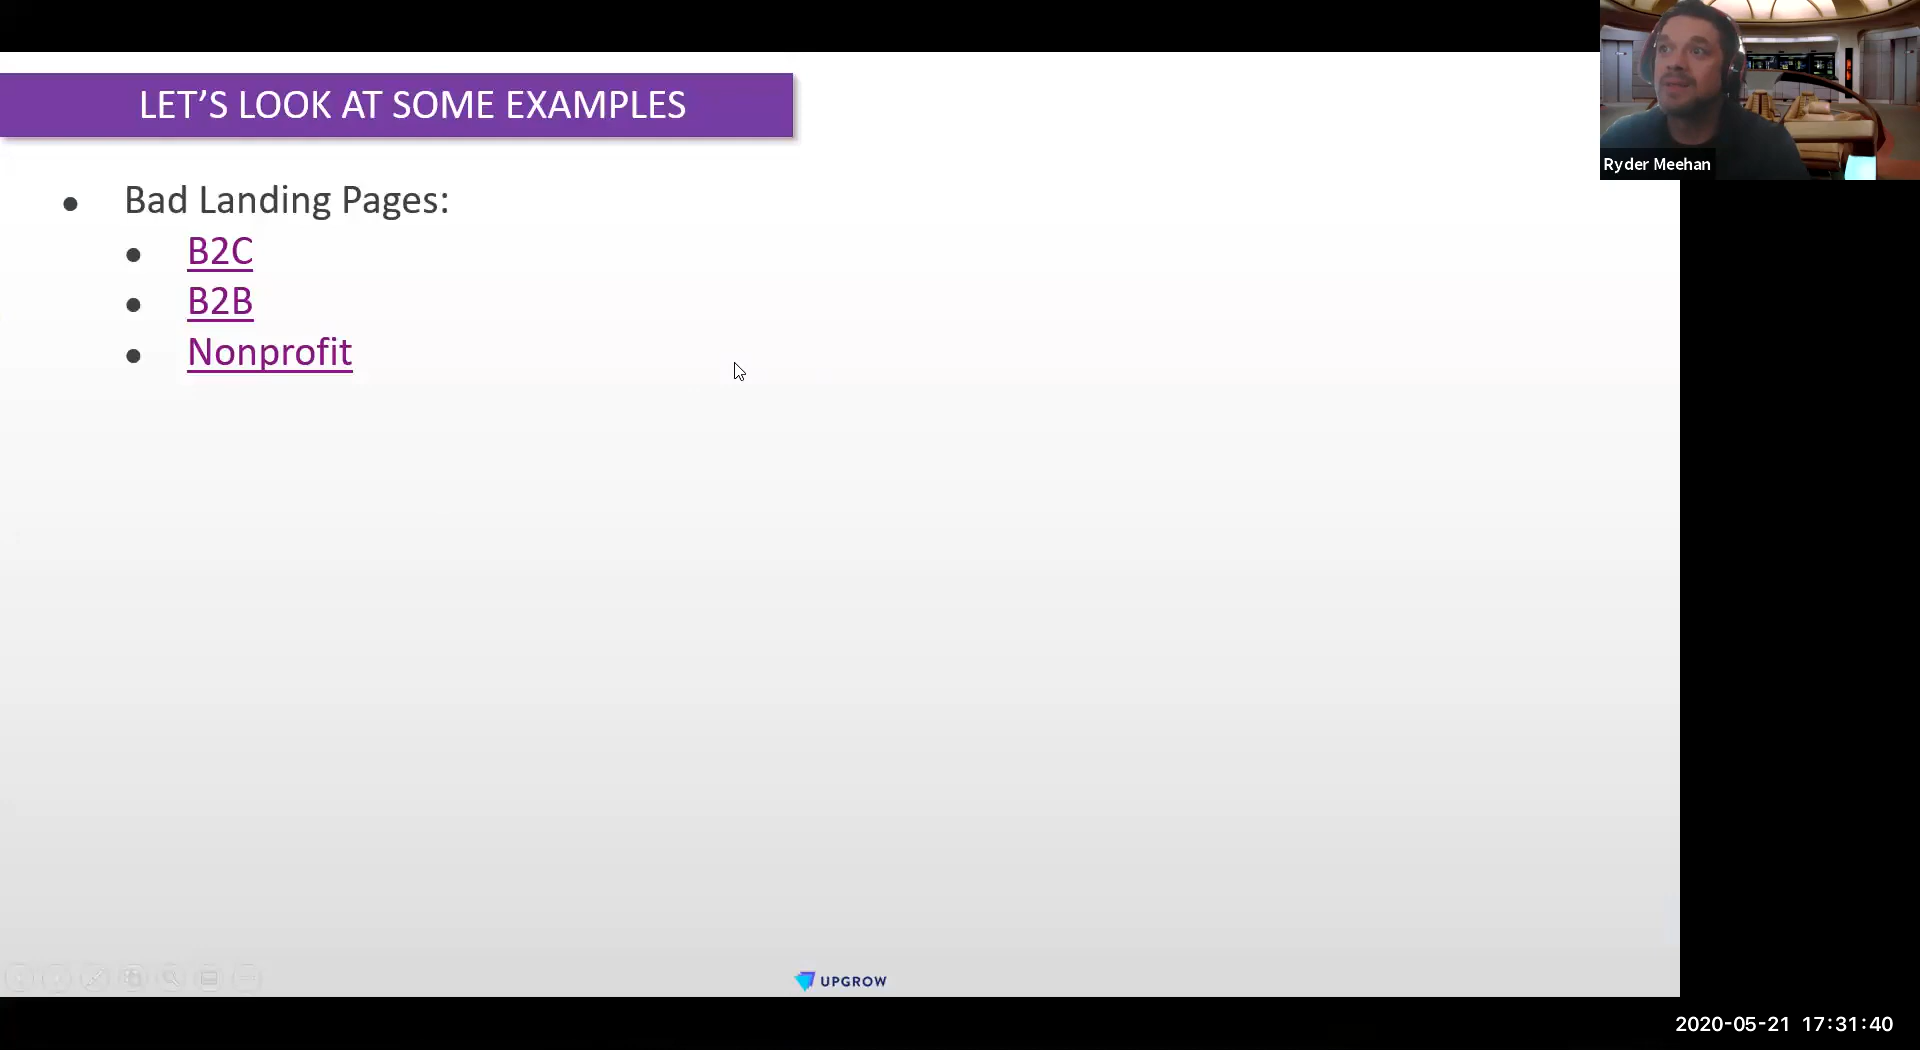 LET’S LOOK AT SOME EXAMPLES
Bad Landing Pages:
B2C
B2B
Nonprofit
Ryder Meehan
UPGROW
2020-05-21 17:31:40